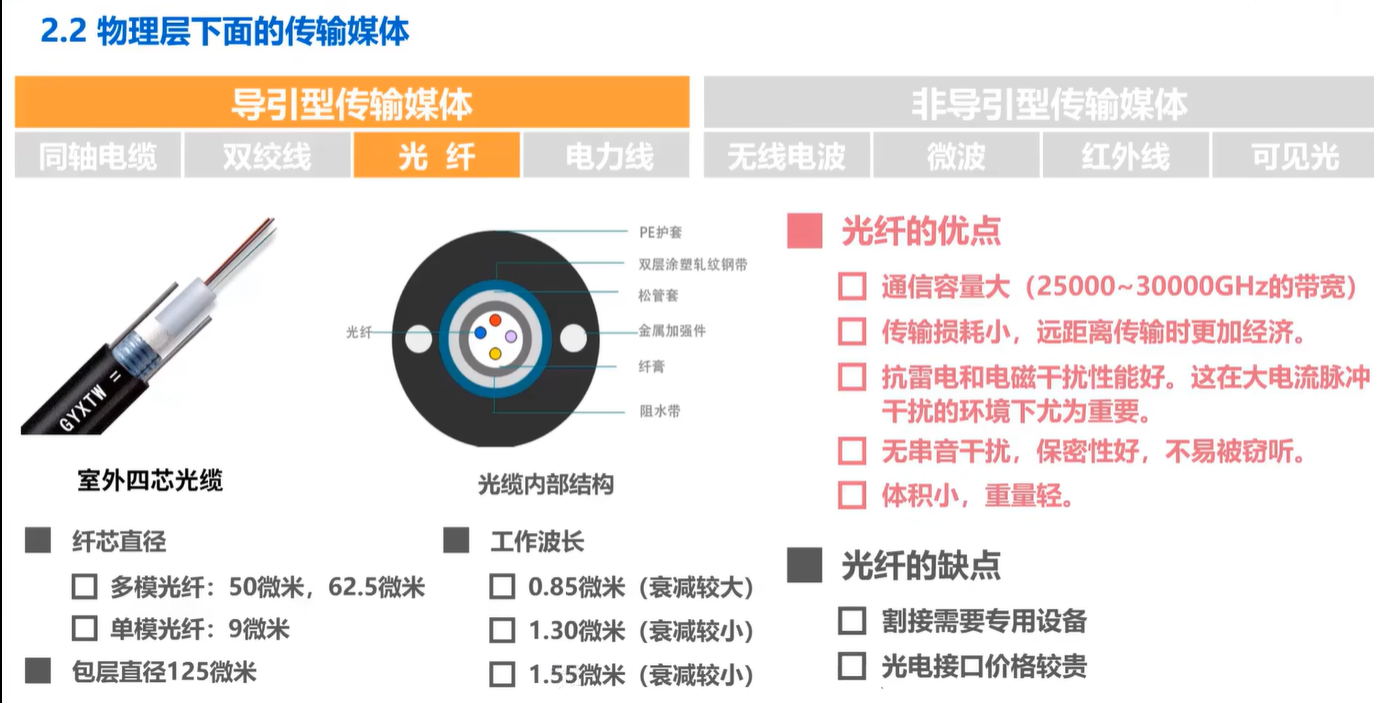 2.2 物理层下面的传输媒体
导引型传输媒体
非导引型传输媒体
同轴电缆
双绞线
光 纤
电力线
无线电波
微波
红外线
可见光
GYXTW
室外四芯光缆
PE护套
双层涂塑轧纹钢带
松管套
光纤
金属加强件
纤膏
阻水带
光缆内部结构
纤芯直径
多模光纤：50微米，62.5微米
单模光纤：9微米
包层直径125微米
工作波长
0.85微米（衰减较大）
1.30微米（衰减较小）
1.55微米（衰减较小）
光纤的优点
通信容量大（25000~30000GHz的带宽）
传输损耗小，远距离传输时更加经济。
抗雷电和电磁干扰性能好。这在大电流脉冲
干扰的环境下尤为重要。
无串音干扰，保密性好，不易被窃听。
体积小，重量轻。
光纤的缺点
割接需要专用设备
光电接口价格较贵